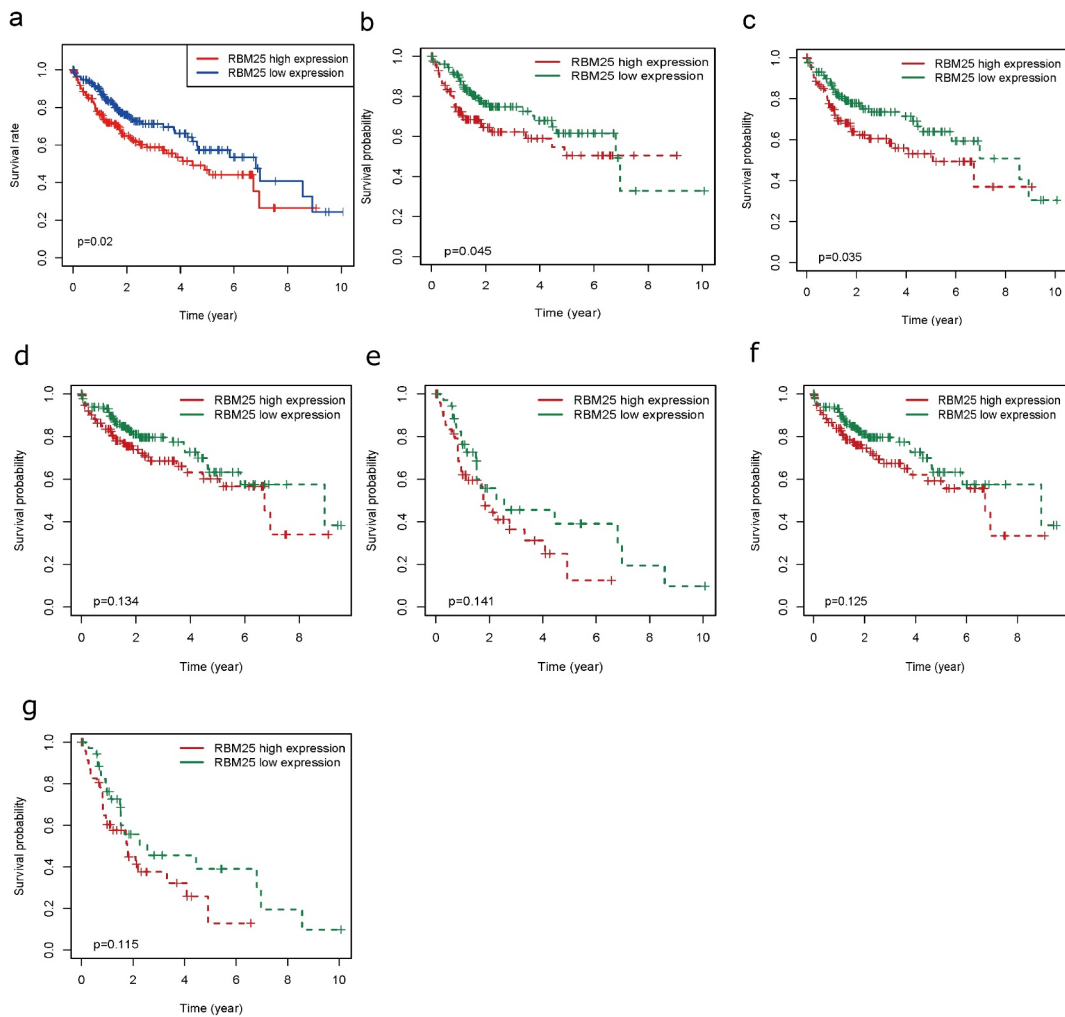 a
RBM25 high expression
RBM25 low expression
Survival rate
0.0 0.2 0.4 0.6 0.8 1.0
p=0.02
0 2 4 6 8 10
Time (year)
b
RBM25 high expression
RBM25 low expression
Survival probability
0.0 0.2 0.4 0.6 0.8 1.0
p=0.045
0 2 4 6 8 10
Time (year)
c
RBM25 high expression
RBM25 low expression
Survival probability
0.0 0.2 0.4 0.6 0.8 1.0
p=0.035
0 2 4 6 8 10
Time (year)
d
RBM25 high expression
RBM25 low expression
Survival probability
0.0 0.2 0.4 0.6 0.8 1.0
p=0.134
0 2 4 6 8
Time (year)
e
RBM25 high expression
RBM25 low expression
Survival probability
0.0 0.2 0.4 0.6 0.8 1.0
p=0.141
0 2 4 6 8 10
Time (year)
f
RBM25 high expression
RBM25 low expression
Survival probability
0.0 0.2 0.4 0.6 0.8 1.0
p=0.125
0 2 4 6 8
Time (year)
g
RBM25 high expression
RBM25 low expression
Survival probability
0.0 0.2 0.4 0.6 0.8 1.0
p=0.115
0 2 4 6 8 10
Time (year)